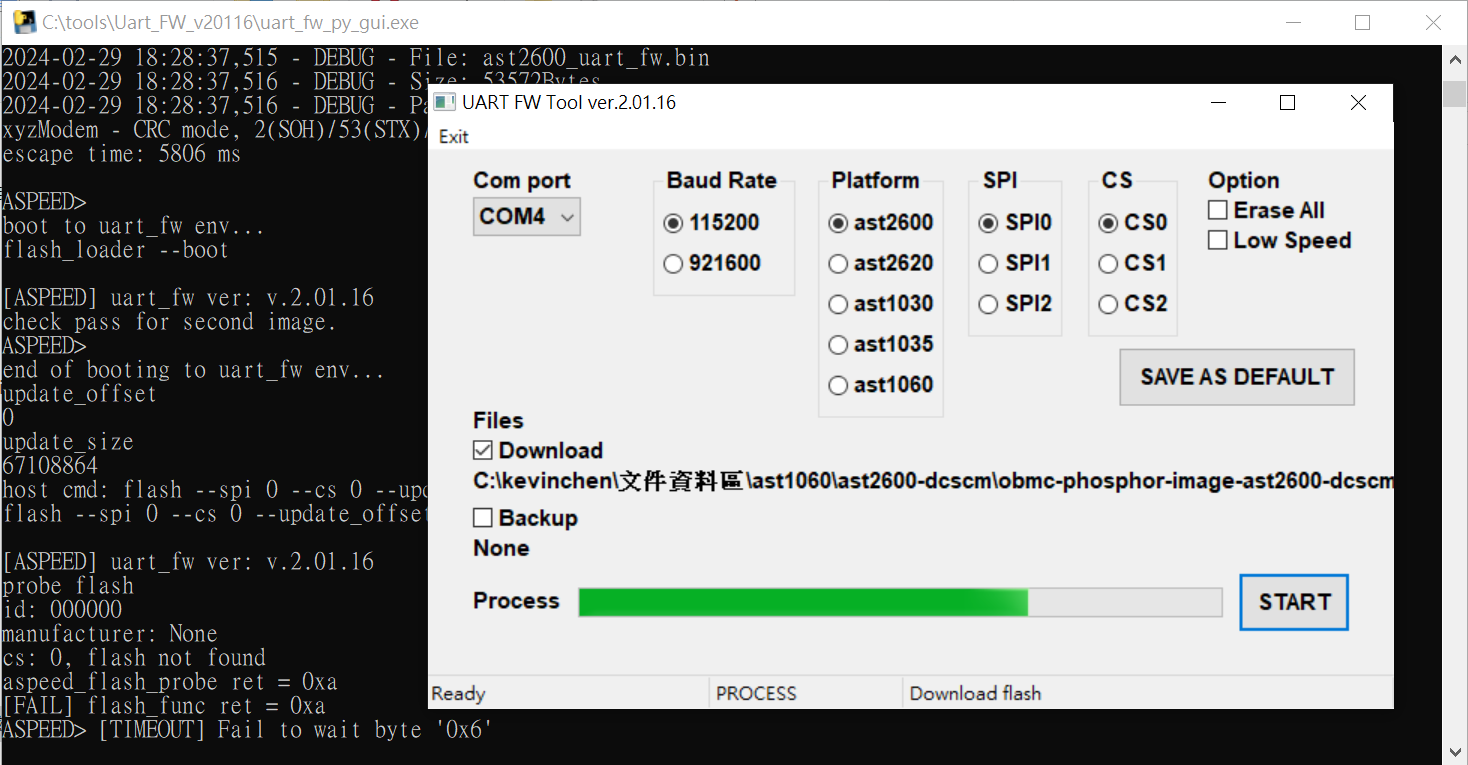 C:\tools\Uart_FW_v20116\uart_fw_py_gui.exe
2024-02-29 18:28:37,515 - DEBUG - File: ast2600_uart_fw.bin
2024-02-29 18:28:37,516 - DEBUG - Size: 53572Bytes
2024-02-29 18:28:37,516 - DEBUG -
xyzModem - CRC mode, 2(SOH)/53(STX)/
escape time: 5806 ms
ASPEED>
boot to uart_fw env...
flash_loader --boot
[ASPEED] uart_fw ver: v.2.01.16
check pass for second image.
ASPEED>
end of booting to uart_fw env...
update_offset
0
update_size
67108864
host cmd: flash --spi 0 --cs 0
flash --spi 0 --cs 0 --update_offset
[ASPEED] uart_fw ver: v.2.01.16
probe flash
id: 000000
manufacturer: None
cs: 0, flash not found
aspeed_flash_probe ret = 0xa
[FAIL] flash_func ret = 0xa
ASPEED> [TIMEOUT] Fail to wait byte '0x6'
UART FW Tool ver.2.01.16
Exit
Com port
COM4
Baud Rate
115200
921600
Platform
ast2600
ast2620
ast1030
ast1035
ast1060
SPI
SPI0
SPI1
SPI2
CS
CS0
CS1
CS2
Option
Erase All
Low Speed
SAVE AS DEFAULT
Files
Download
C:\kevinchen\文件資料區\ast1060\ast2600-dcscm\obmc-phosphor-image-ast2600-dcscm
Backup
None
Process
START
Ready
PROCESS
Download flash